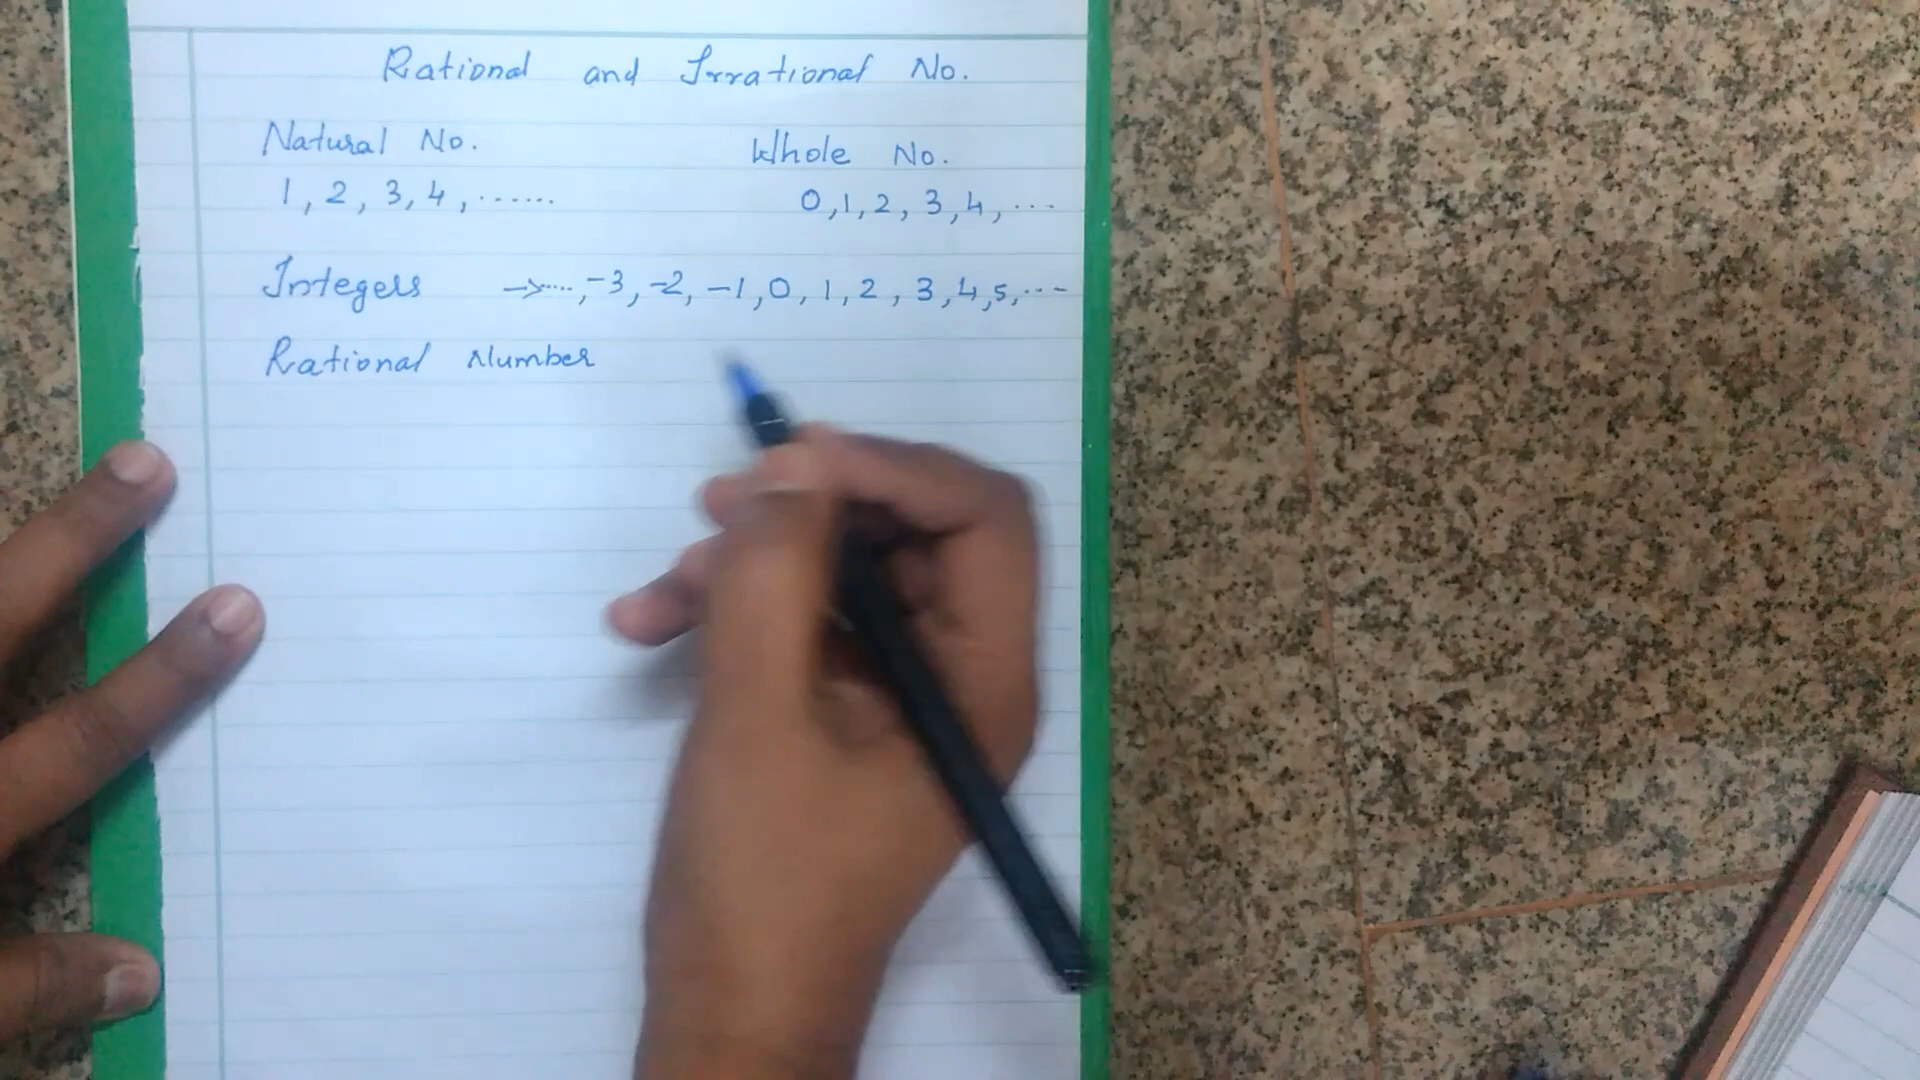 Rational and Irrational No.
Natural No. Whole No.
1, 2, 3, 4, ...... 0, 1, 2, 3, 4, ...
Integers →...., -3, -2, -1, 0, 1, 2, 3, 4, 5, ...
Rational Number